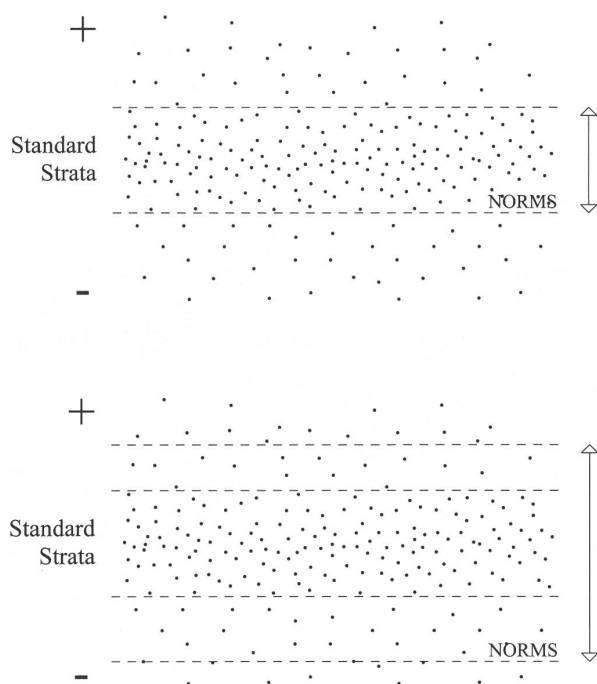 +
Standard
Strata
NORMS
-
+
Standard
Strata
NORMS
-